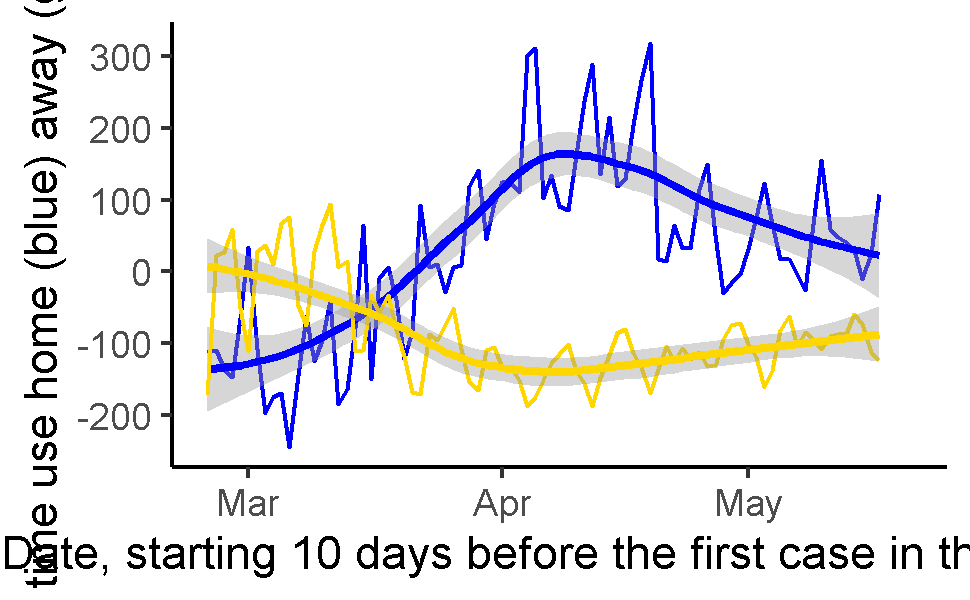 time use home (blue) away (
300
200
100
0
-100
-200
Mar Apr May
Date, starting 10 days before the first case in th